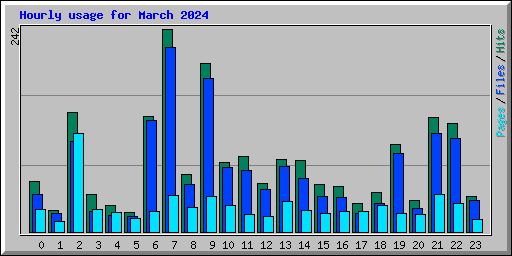 Hourly usage for March 2024
242
Pages/Files/Hits
0 1 2 3 4 5 6 7 8 9 10 11 12 13 14 15 16 17 18 19 20 21 22 23